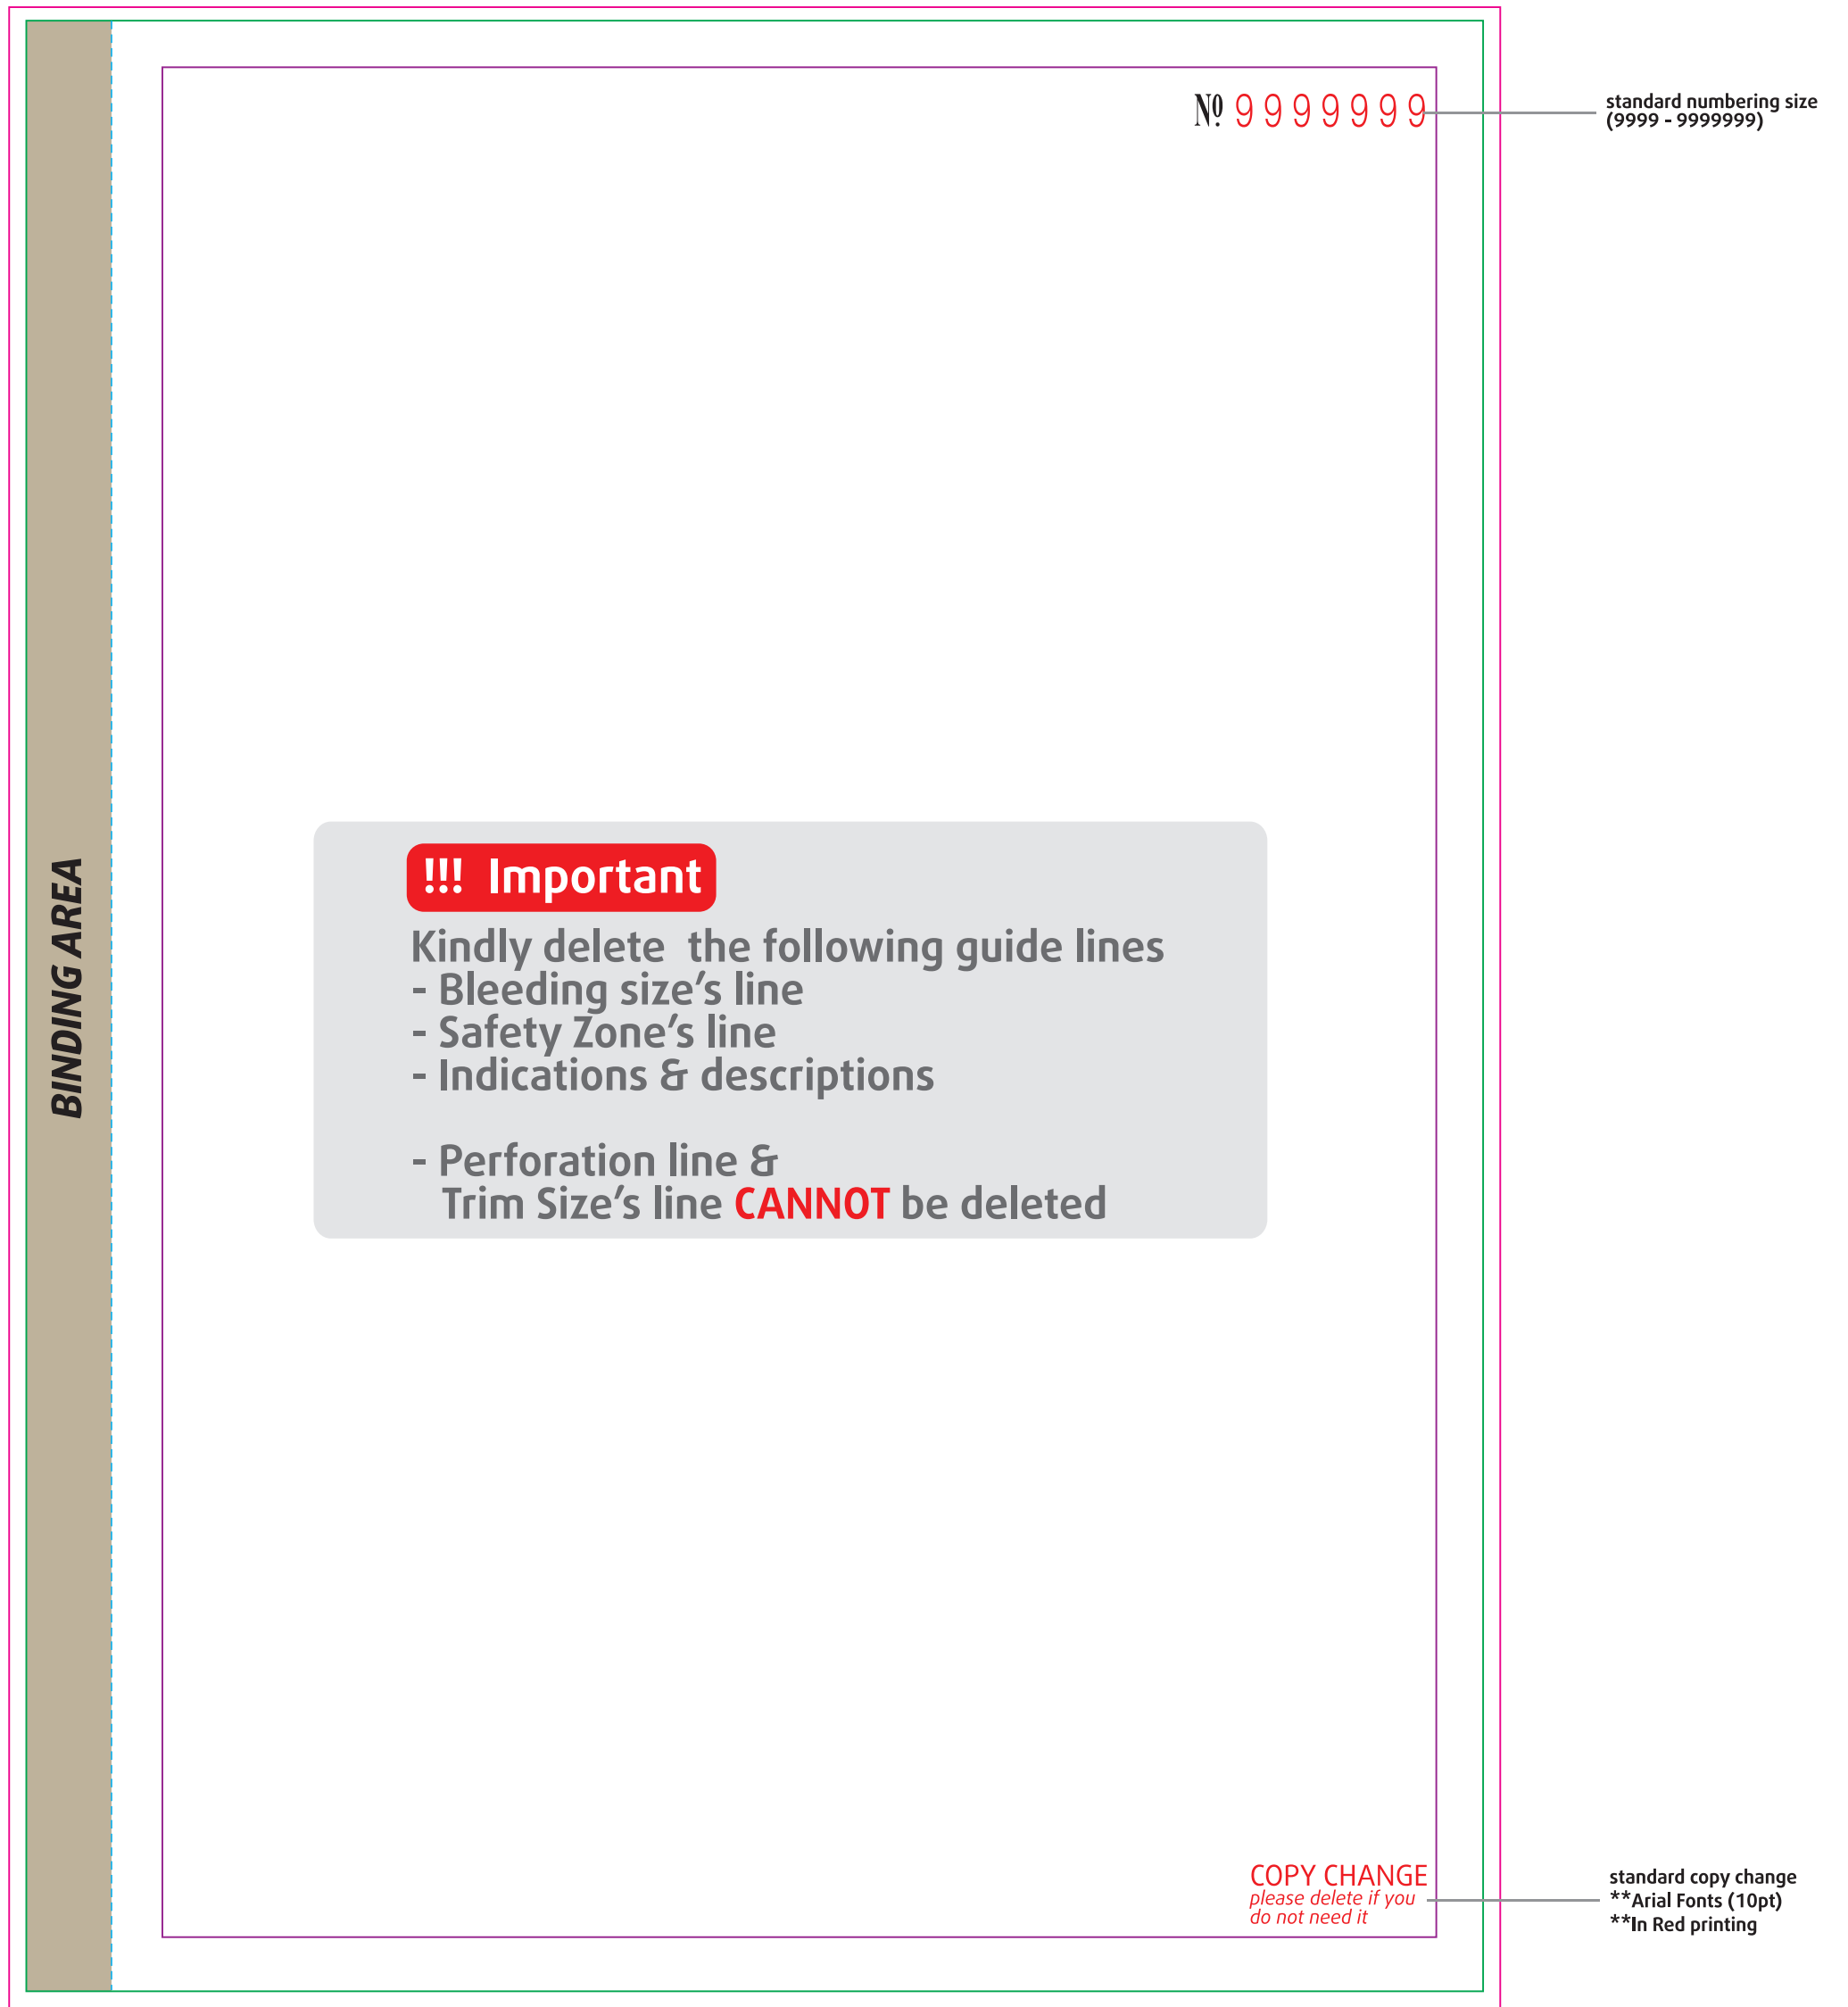 Nº 9999999
standard numbering size
(9999 - 9999999)
BINDING AREA
!!! Important
Kindly delete  the following guide lines
- Bleeding size’s line
- Safety Zone’s line
- Indications & descriptions
- Perforation line &
Trim Size’s line CANNOT be deleted
COPY CHANGE
please delete if you
do not need it
standard copy change
**Arial Fonts (10pt)
**In Red printing